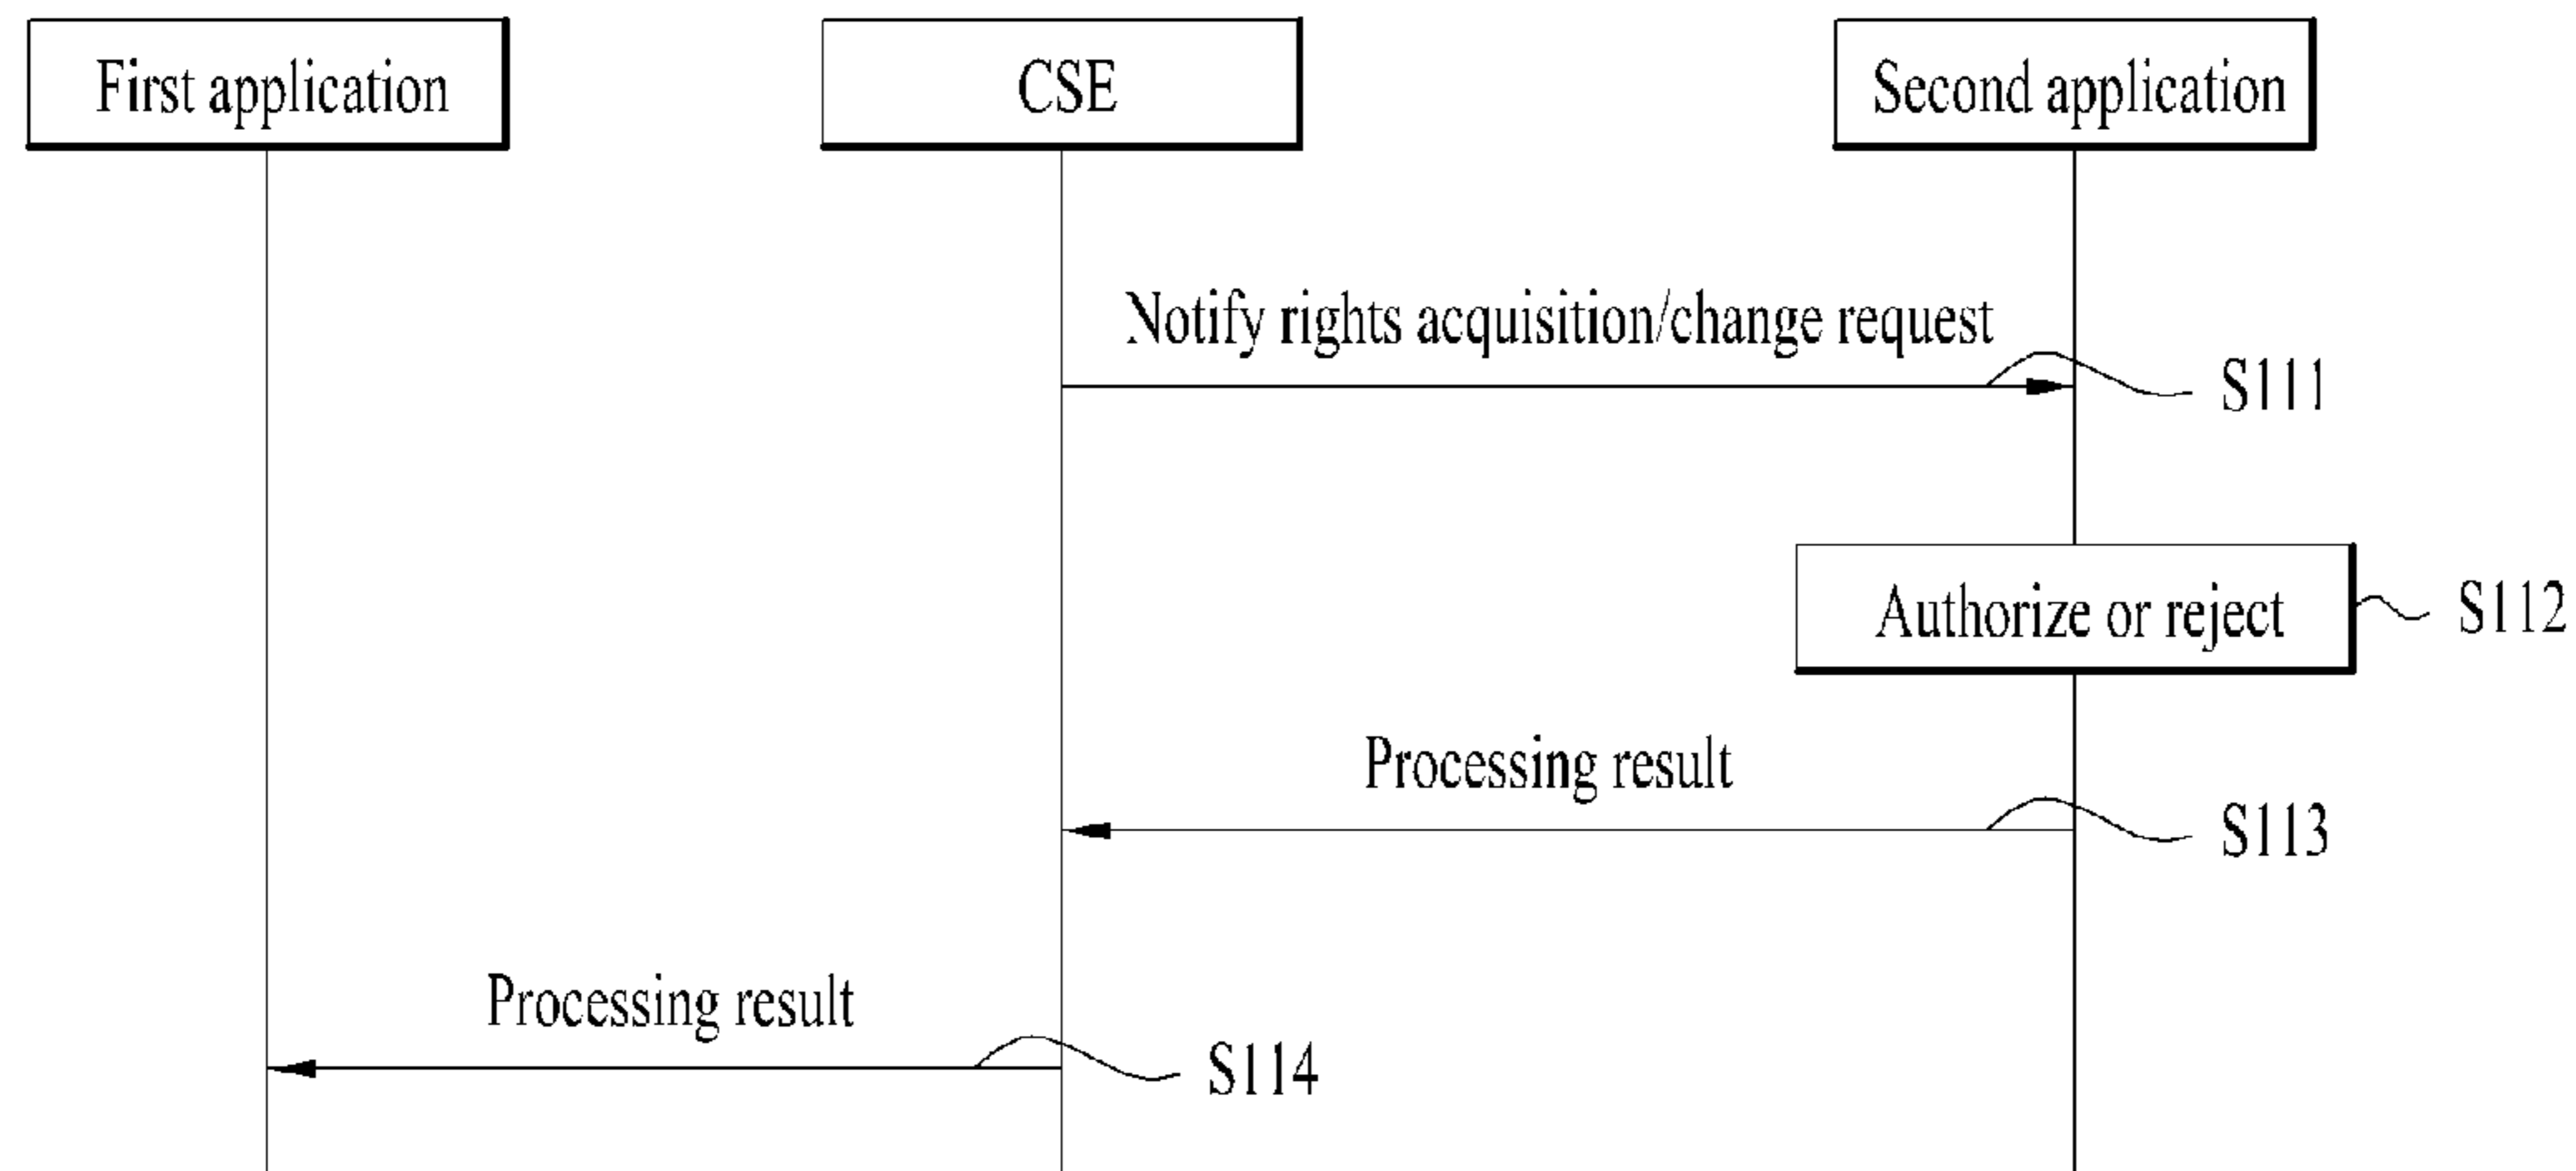 First application
CSE
Second application
Notify rights acquisition/change request
S111
Authorize or reject
S112
Processing result
S113
Processing result
S114